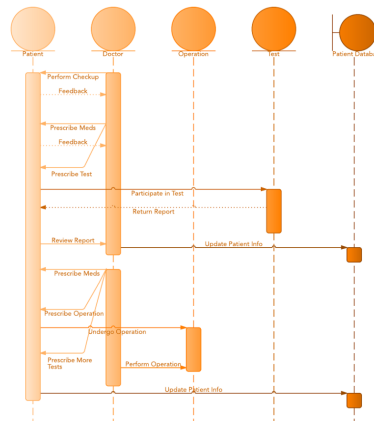 Patient
Doctor
Operation
Test
Patient Datab
Perform Checkup
Feedback
Prescribe Meds
Feedback
Prescribe Test
Participate in Test
Return Report
Review Report
Update Patient Info
Prescribe Meds
Prescribe Operation
Undergo Operation
Prescribe More
Tests
Perform Operation
Update Patient Info